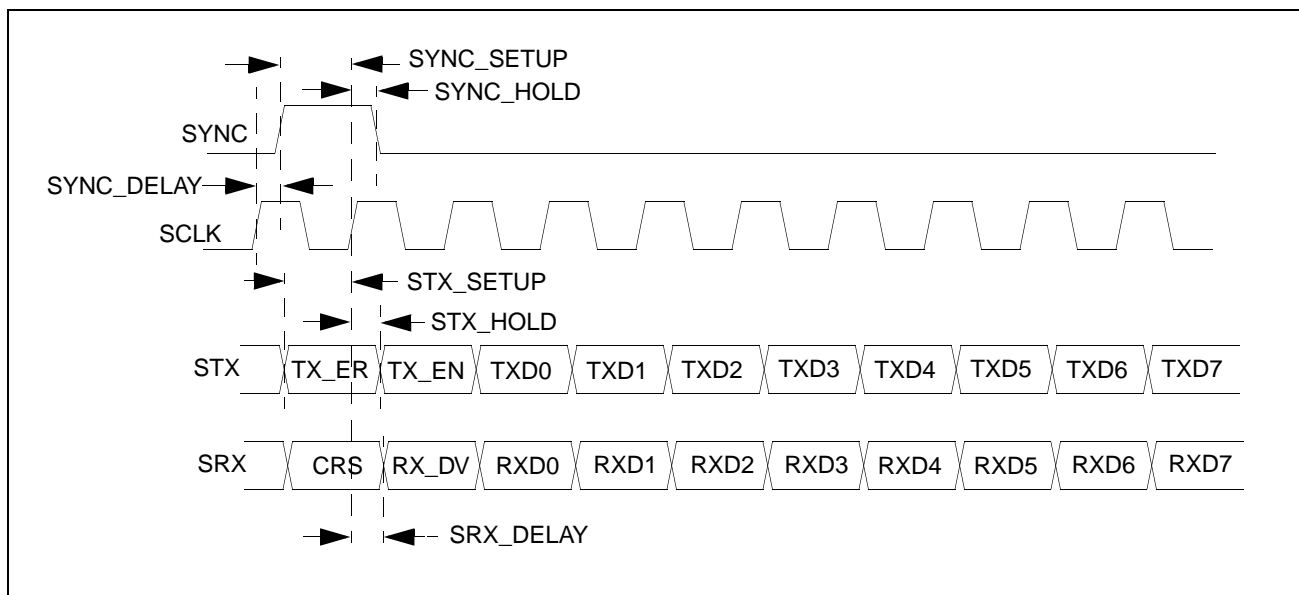 SYNC_SETUP
SYNC_HOLD
SYNC
SYNC_DELAY
SCLK
STX_SETUP
STX_HOLD
STX TX_ER TX_EN TXD0 TXD1 TXD2 TXD3 TXD4 TXD5 TXD6 TXD7
SRX CRS RX_DV RXD0 RXD1 RXD2 RXD3 RXD4 RXD5 RXD6 RXD7
SRX_DELAY